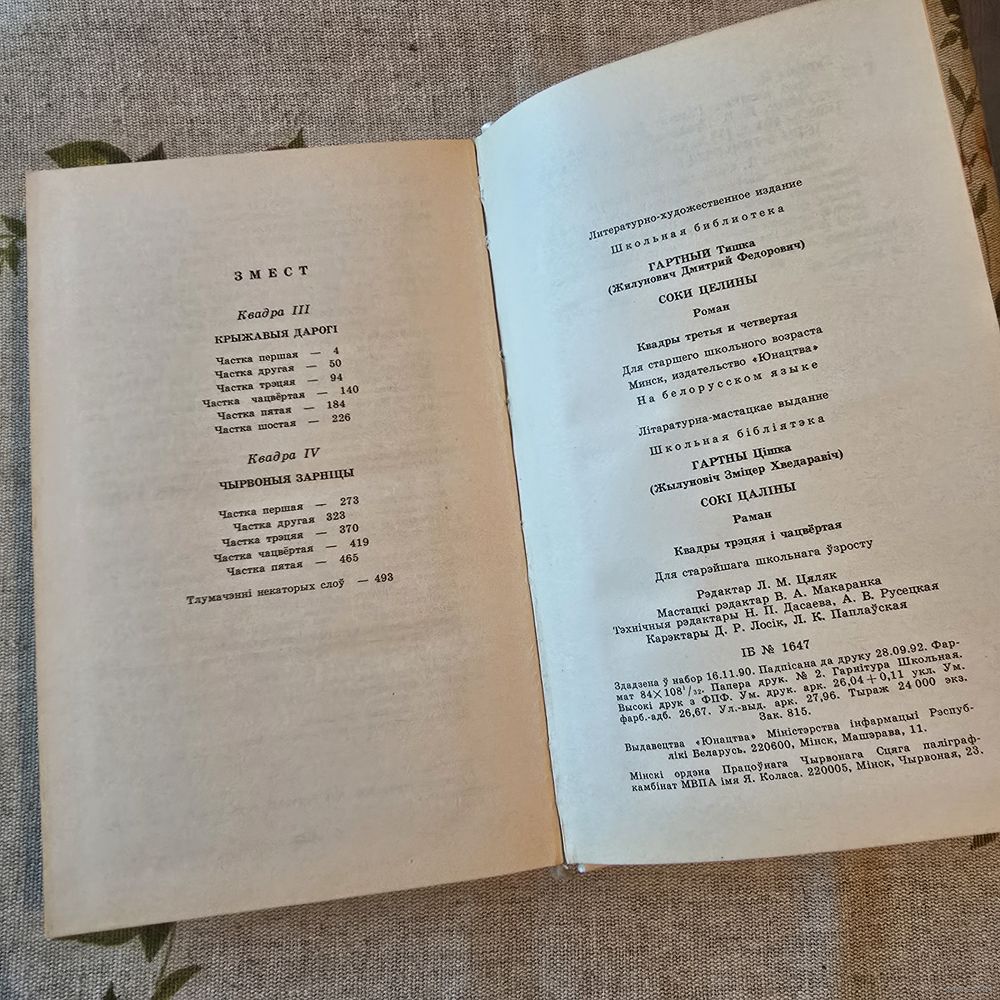 ЗМЕСТ
Квадра III
КРЫЖАВЫЯ ДАРОГІ
Частка першая — 4
Частка другая — 50
Частка трэцяя — 94
Частка чацвёртая — 140
Частка пятая — 184
Частка шостая — 226
Квадра IV
ЧЫРВОНЫЯ ЗАРНІЦЫ
Частка першая — 273
Частка другая 323
Частка трэцяя — 370
Частка чацвёртая — 419
Частка пятая — 465
Тлумачэнні некаторых слоў — 493
Литературно-художественное издание
Школьная библиотека
ГАРТНЫЙ Тишка
(Жилунович Дмитрий Федорович)
СОКИ ЦЕЛИНЫ
Роман
Квадры третья и четвертая
Для старшего школьного возраста
Минск, издательство «Юнацтва»
На белорусском языке
Літаратурна-мастацкае выданне
Школьная бібліятэка
ГАРТНЫ Цішка
(Жылуновіч Зміцер Хведаравіч)
СОКІ ЦАЛІНЫ
Раман
Квадры трэцяя і чацвёртая
Для старэйшага школьнага ўзросту
Рэдактар Л. М. Цяляк
Мастацкі рэдактар В. А. Макаранка
Тэхнічныя рэдактары Н. П. Дасаева, А. В. Русецкая
Карэктары Д. Р. Лосік, Л. К. Паплаўская
ІБ № 1647
Здадзена ў набор 16.11.90. Падпісана да друку 28.09.92. Фар-
мат 84×108¹/₃₂. Папера друк. № 2. Гарнітура Школьная.
Высокі друк з ФПФ. Ум. друк. арк. 26,04+0,11 укл. Ум.
фарб.-адб. 26,67. Ул.-выд. арк. 27,96. Тыраж 24 000 экз.
Зак. 815.
Выдавецтва «Юнацтва» Міністэрства інфармацыі Рэспуб-
лікі Беларусь. 220600, Мінск, Машэрава, 11.
Мінскі ордэна Працоўнага Чырвонага Сцяга паліграф-
камбінат МВПА імя Я. Коласа. 220005, Мінск, Чырвоная, 23.